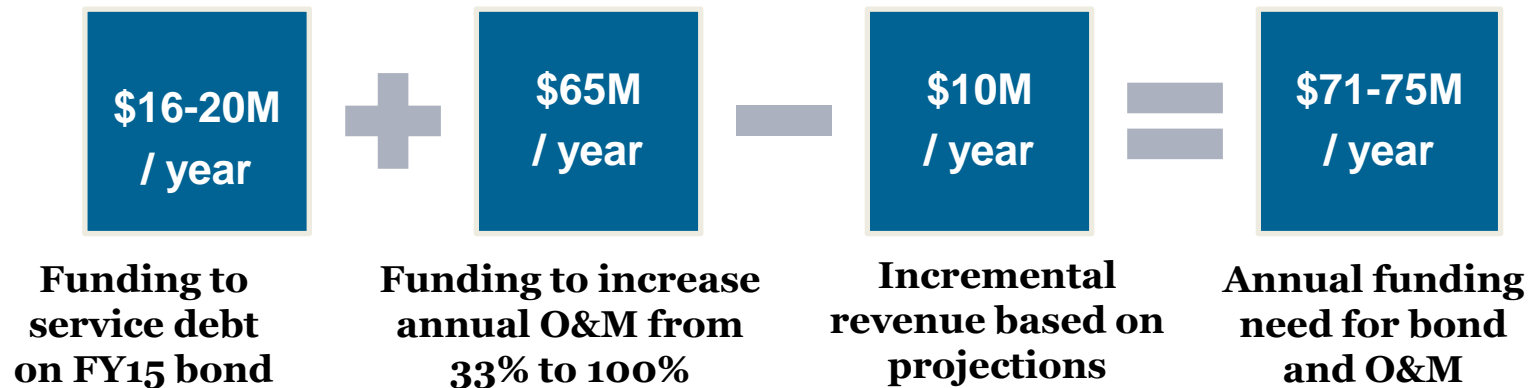 $16-20M
/ year
$65M
/ year
$10M
/ year
$71-75M
/ year
Funding to
service debt
on FY15 bond
Funding to increase
annual O&M from
33% to 100%
Incremental
revenue based on
projections
Annual funding
need for bond
and O&M